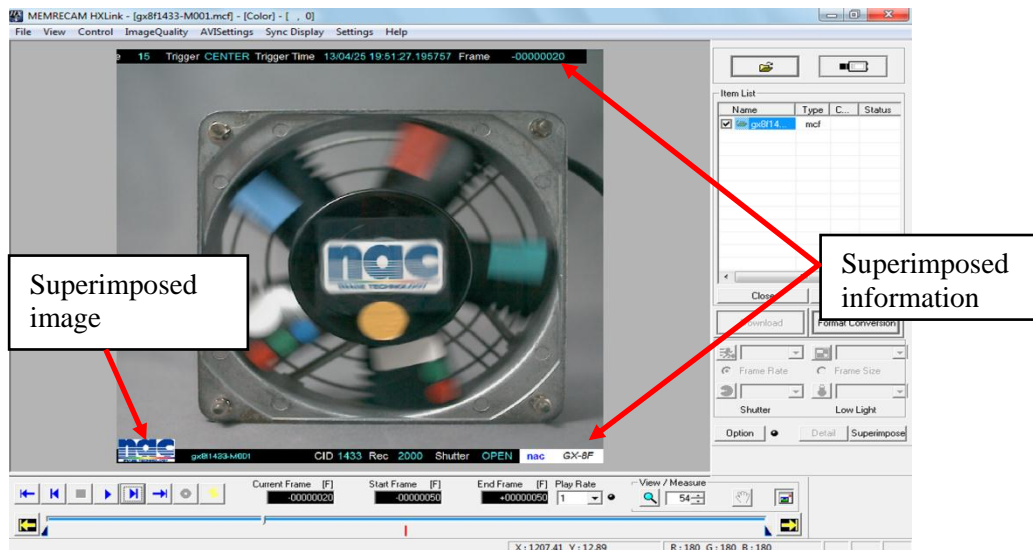 MEMRECAM HXLink - [gx8f1433-M001.mcf] - [Color] - [ , 0]
File View Control ImageQuality AVISettings Sync Display Settings Help
15 Trigger CENTER Trigger Time 13/04/25 19:51:27.195757 Frame -00000020
Item List
Name Type C... Status
gx8f14... mcf
nac
IMAGE TECHNOLOGY
Superimposed
image
Superimposed
information
Close
Download Format Conversion
Frame Rate Frame Size
Shutter Low Light
Option Detail Superimpose
nac
gx8f1433-M001 CID 1433 Rec 2000 Shutter OPEN nac GX-8F
Current Frame [F] Start Frame [F] End Frame [F] Play Rate View / Measure
-00000020 -00000050 +00000050 1 54
X : 1207.41 Y : 12.89 R : 180 G : 180 B : 180